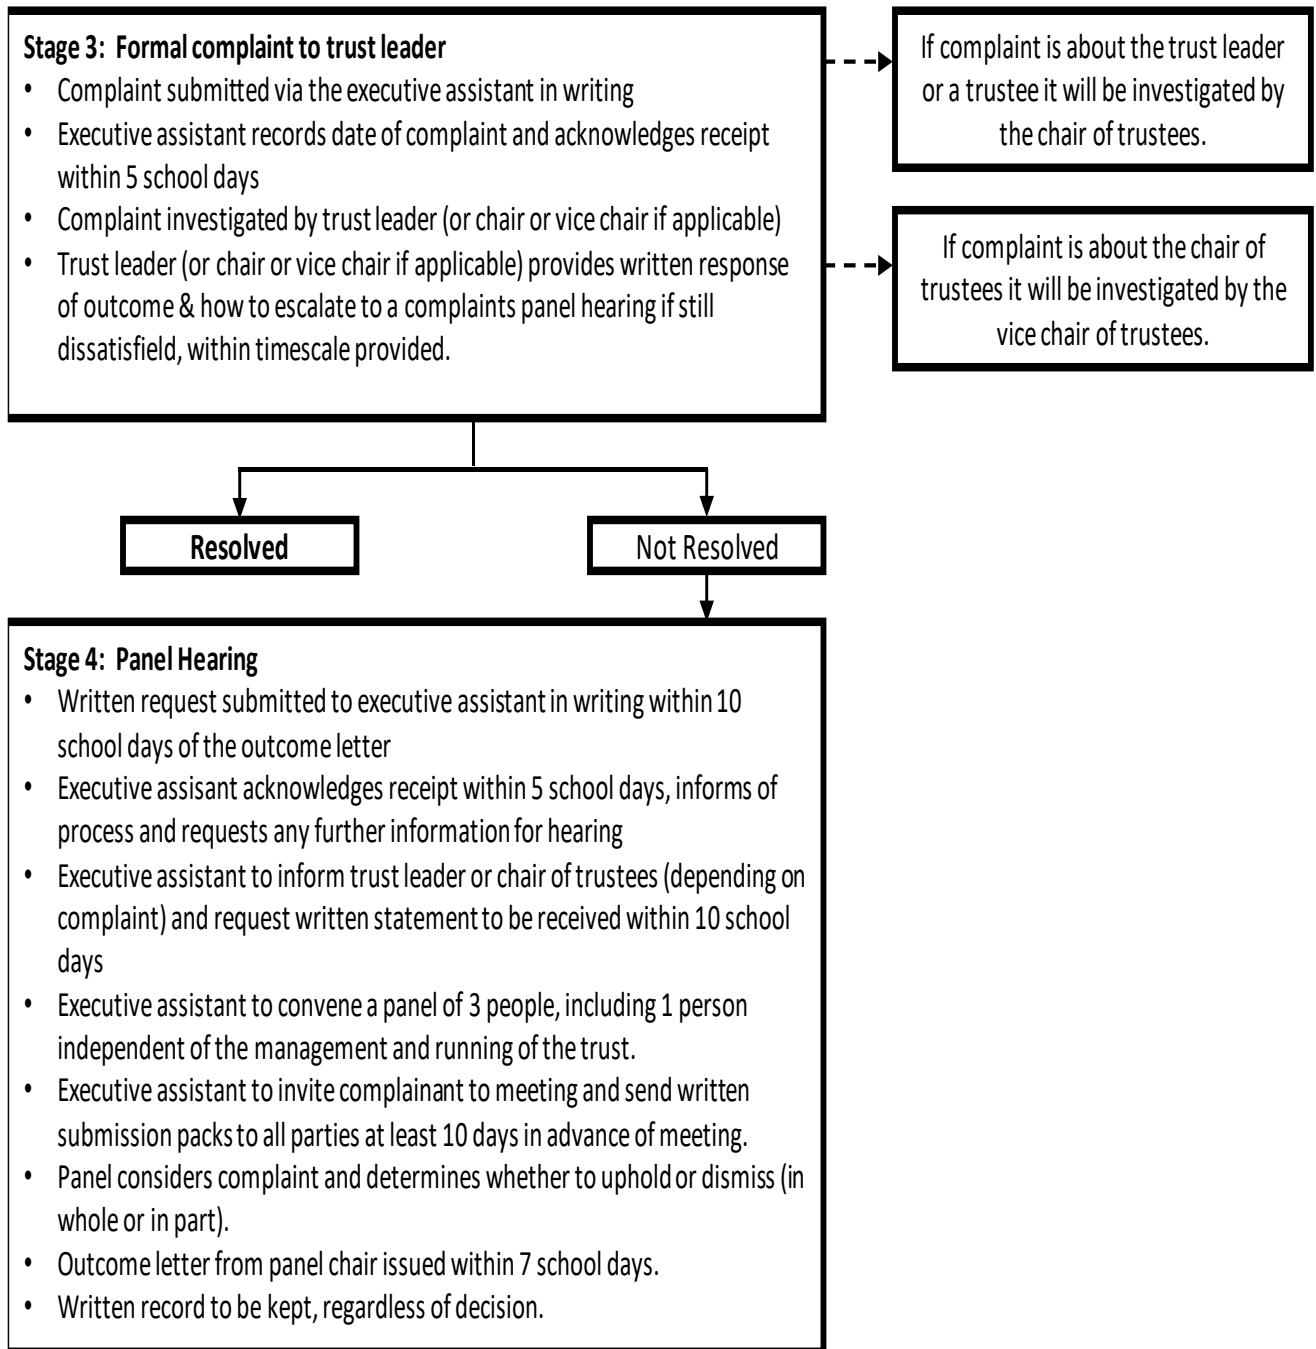 Stage 3:  Formal complaint to trust leader
• Complaint submitted via the executive assistant in writing
• Executive assistant records date of complaint and acknowledges receipt
within 5 school days
• Complaint investigated by trust leader (or chair or vice chair if applicable)
• Trust leader (or chair or vice chair if applicable) provides written response
of outcome & how to escalate to a complaints panel hearing if still
dissatisfield, within timescale provided.
If complaint is about the trust leader
or a trustee it will be investigated by
the chair of trustees.
If complaint is about the chair of
trustees it will be investigated by the
vice chair of trustees.
Resolved
Not Resolved
Stage 4:  Panel Hearing
• Written request submitted to executive assistant in writing within 10
school days of the outcome letter
• Executive assisant acknowledges receipt within 5 school days, informs of
process and requests any further information for hearing
• Executive assistant to inform trust leader or chair of trustees (depending on
complaint) and request written statement to be received within 10 school
days
• Executive assistant to convene a panel of 3 people, including 1 person
independent of the management and running of the trust.
• Executive assistant to invite complainant to meeting and send written
submission packs to all parties at least 10 days in advance of meeting.
• Panel considers complaint and determines whether to uphold or dismiss (in
whole or in part).
• Outcome letter from panel chair issued within 7 school days.
• Written record to be kept, regardless of decision.